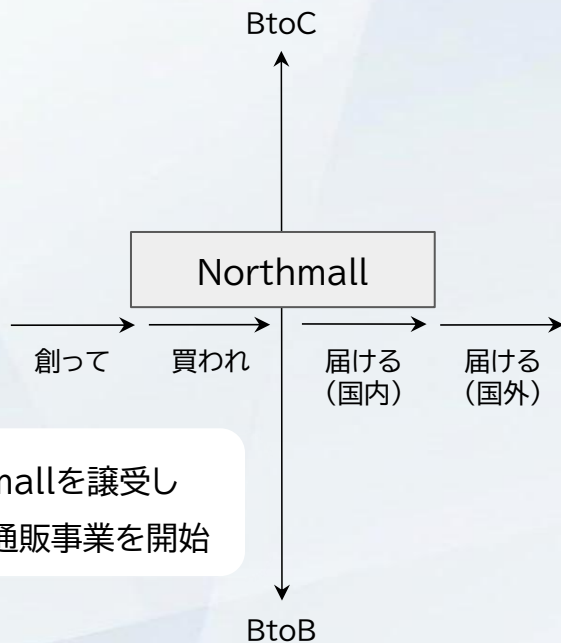 BtoC
Northmall
創って
買われ
届ける
（国内）
届ける
（国外）
mallを譲受し
通販事業を開始
BtoB